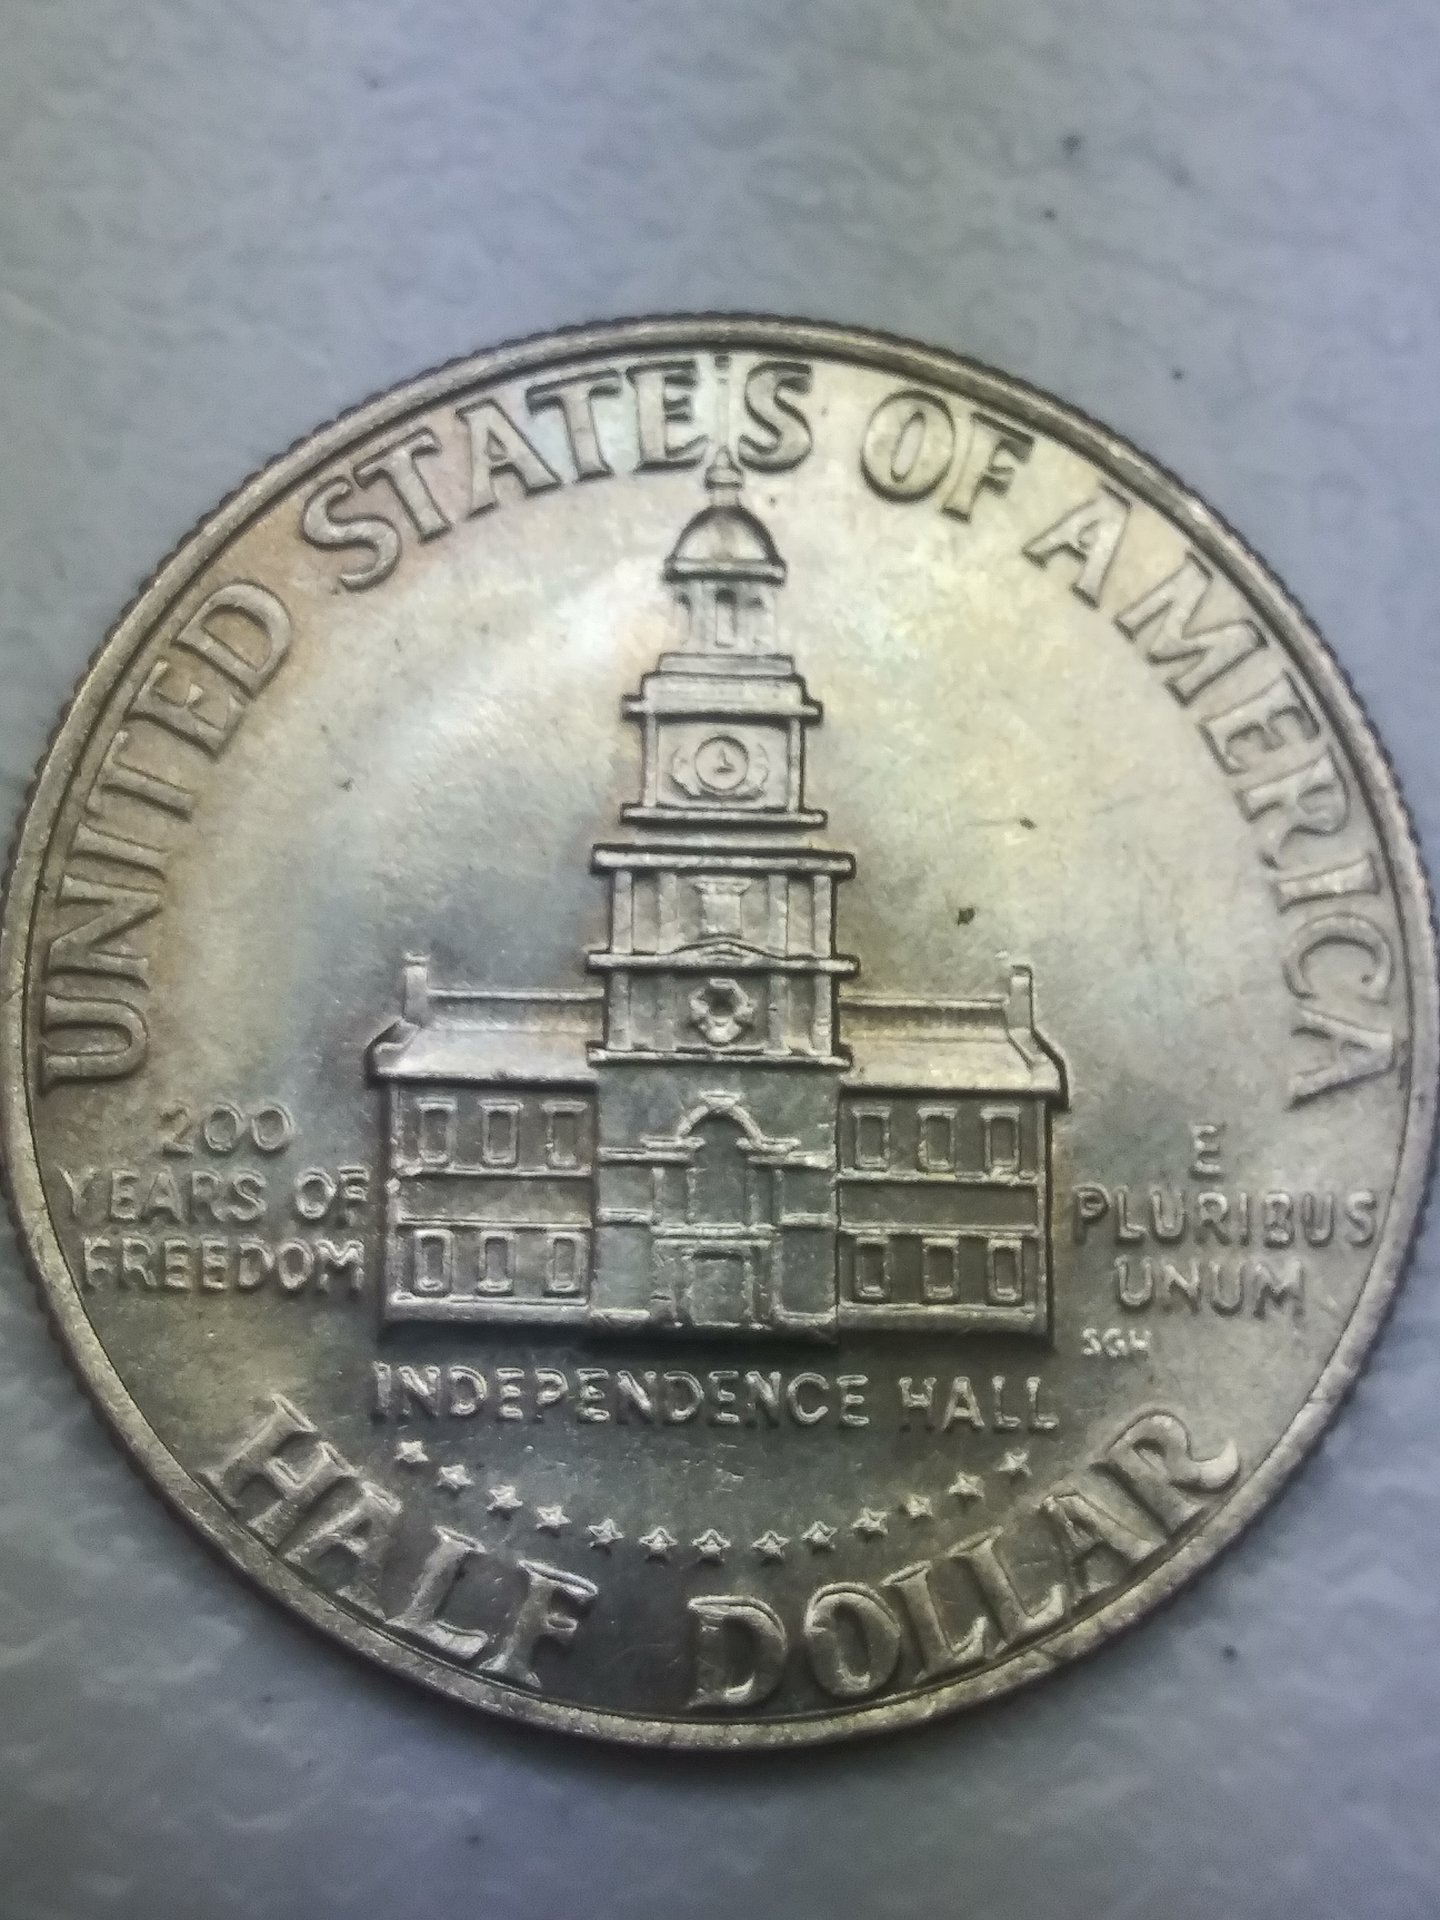 UNITED STATES OF AMERICA
200
YEARS OF
FREEDOM
E
PLURIBUS
UNUM
SGH
INDEPENDENCE HALL
HALF DOLLAR